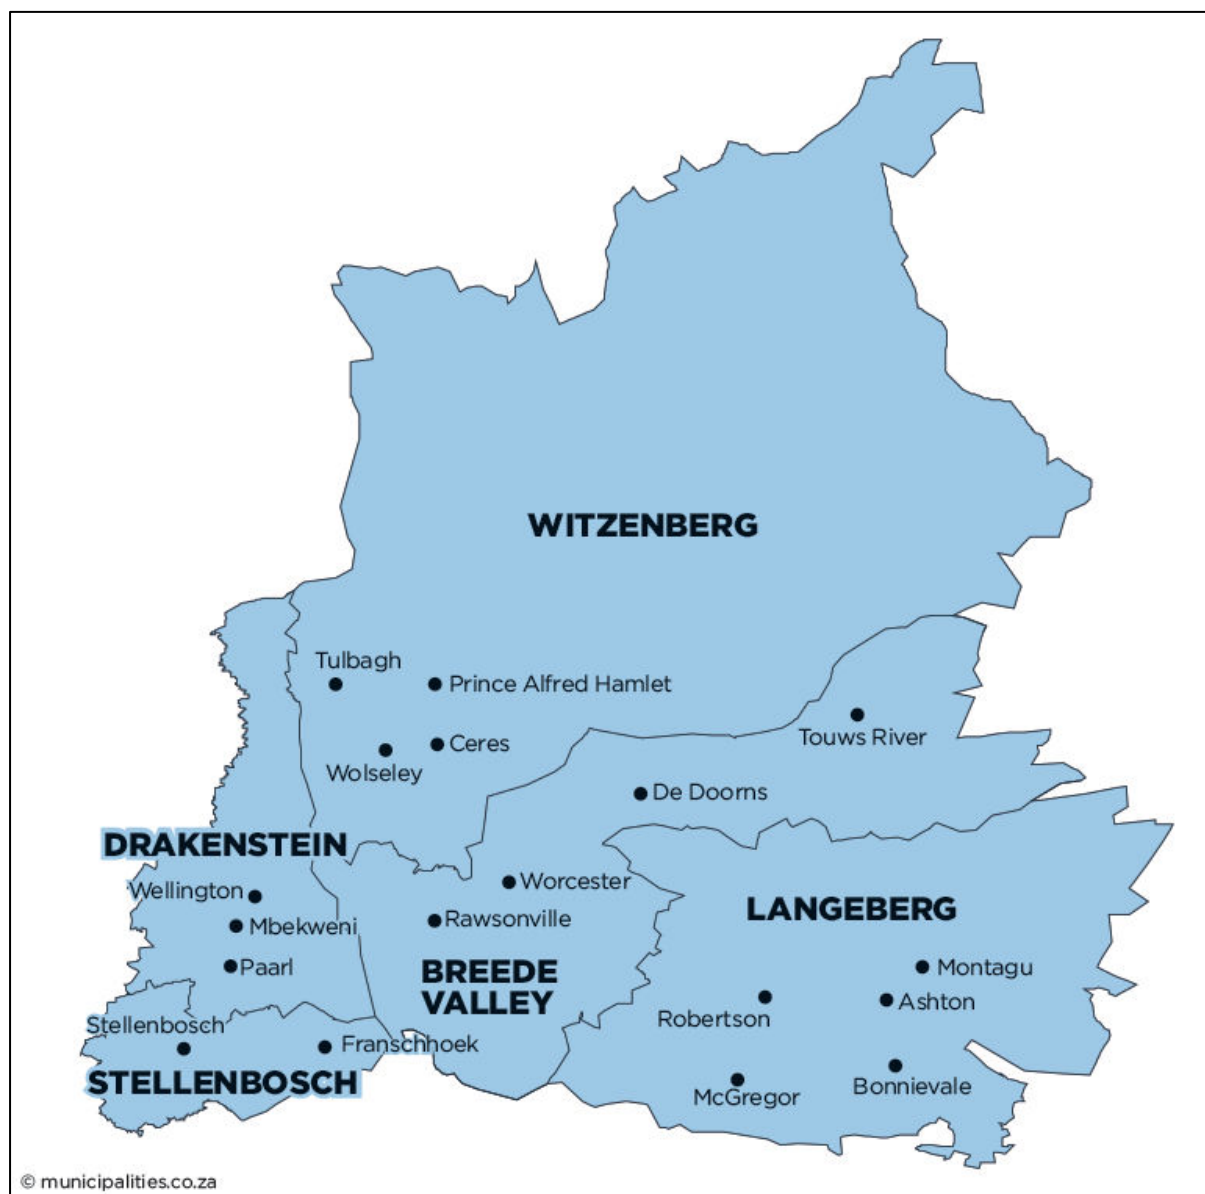 WITZENBERG
Tulbagh
Prince Alfred Hamlet
Ceres
Wolseley
Touws River
De Doorns
DRAKENSTEIN
Wellington
Mbekweni
Paarl
Worcester
Rawsonville
BREEDE
VALLEY
LANGEBERG
Montagu
Ashton
Robertson
McGregor
Bonnievale
Stellenbosch
Franschhoek
STELLENBOSCH
© municipalities.co.za